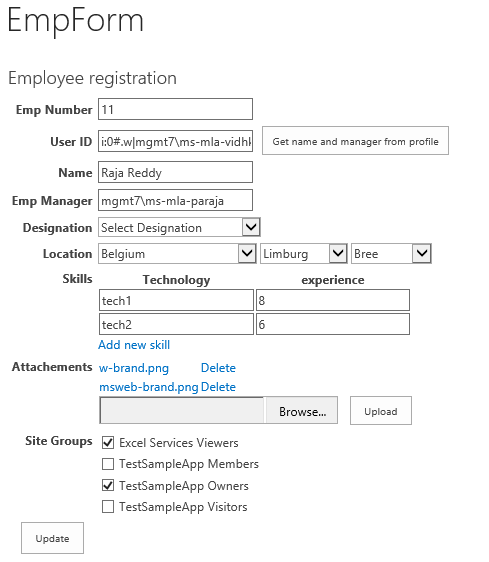 EmpForm
Employee registration
Emp Number 11
User ID i:0#.w|mgmt7\ms-mla-vidhl Get name and manager from profile
Name Raja Reddy
Emp Manager mgmt7\ms-mla-paraja
Designation Select Designation
Location Belgium Limburg Bree
Skills Technology experience
tech1 8
tech2 6
Add new skill
Attachements w-brand.png Delete
msweb-brand.png Delete
Browse... Upload
Site Groups Excel Services Viewers
TestSampleApp Members
TestSampleApp Owners
TestSampleApp Visitors
Update